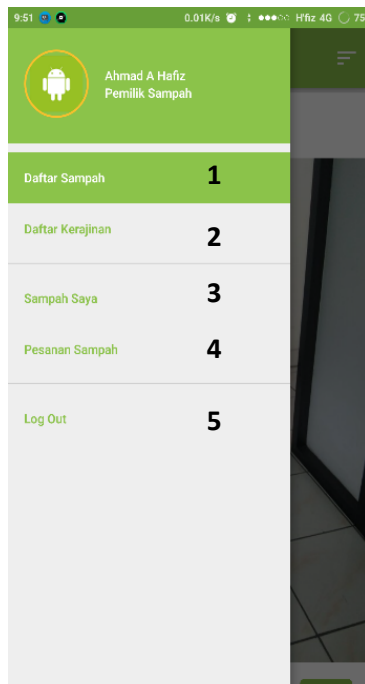 9:51 0.01K/s H'fiz 4G 75
Ahmad A Hafiz
Pemilik Sampah
Daftar Sampah 1
Daftar Kerajinan 2
Sampah Saya 3
Pesanan Sampah 4
Log Out 5